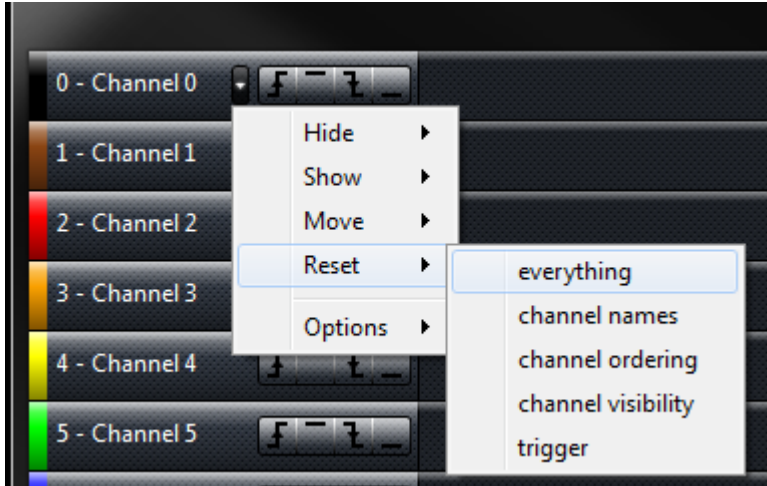 0 - Channel 0
1 - Channel 1
2 - Channel 2
3 - Channel 3
4 - Channel 4
5 - Channel 5
Hide
Show
Move
Reset
Options
everything
channel names
channel ordering
channel visibility
trigger